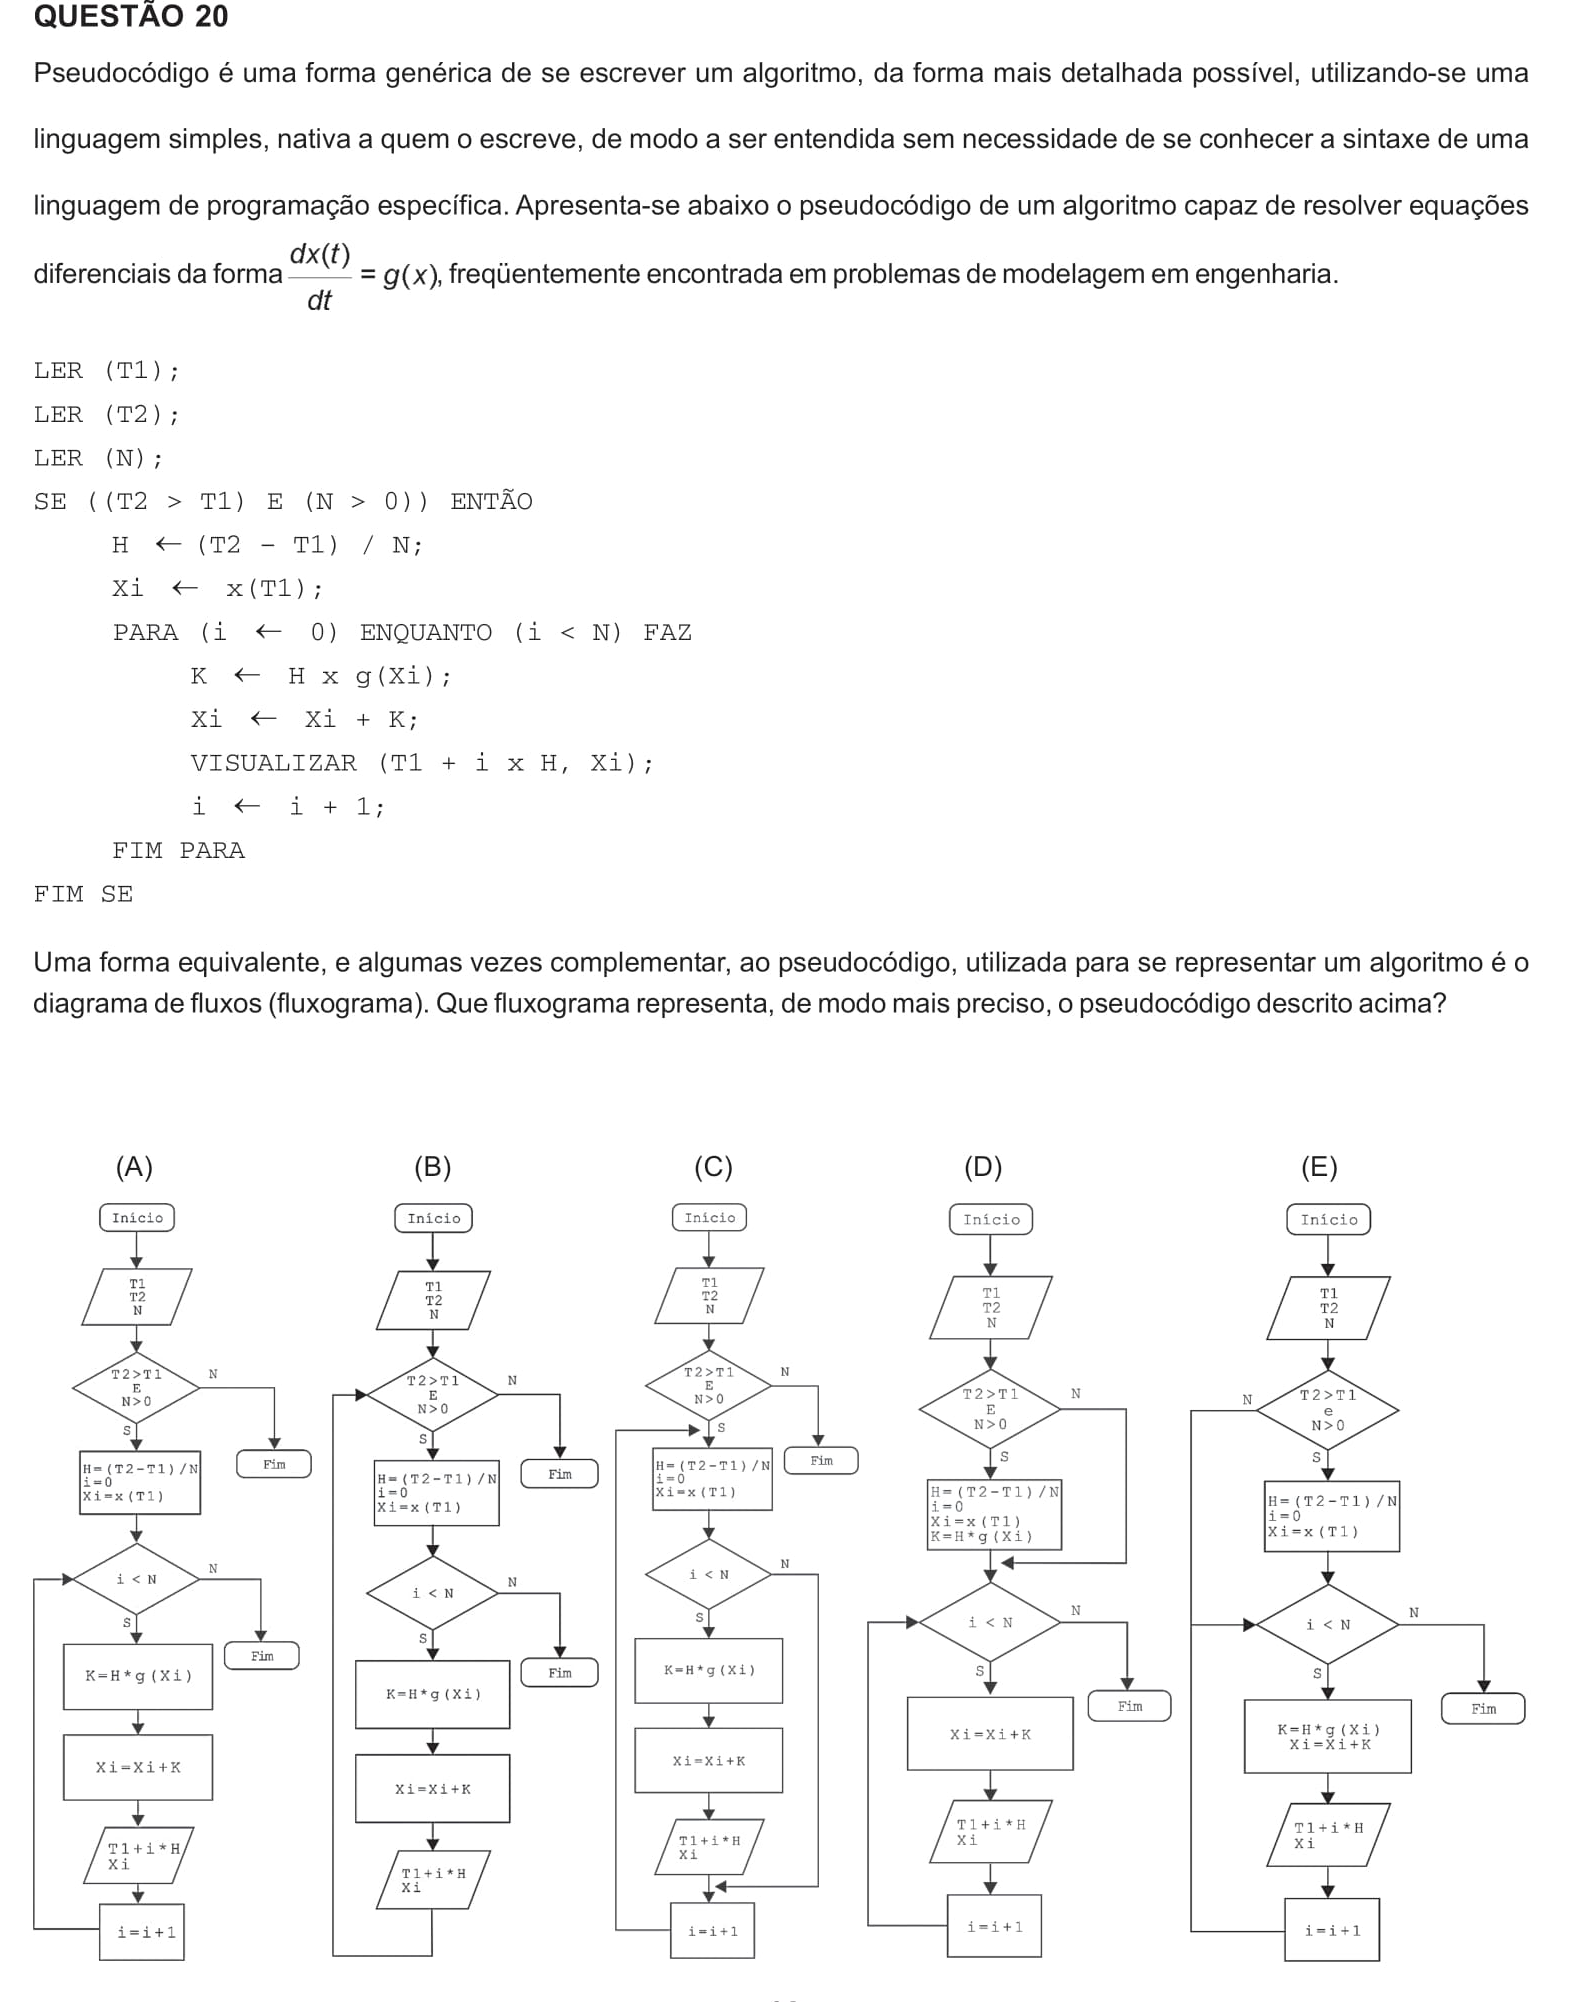 QUESTÃO 20
Pseudocódigo é uma forma genérica de se escrever um algoritmo, da forma mais detalhada possível, utilizando-se uma
linguagem simples, nativa a quem o escreve, de modo a ser entendida sem necessidade de se conhecer a sintaxe de uma
linguagem de programação específica. Apresenta-se abaixo o pseudocódigo de um algoritmo capaz de resolver equações
diferenciais da forma dx(t)/dt = g(x), freqüentemente encontrada em problemas de modelagem em engenharia.
LER (T1);
LER (T2);
LER (N);
SE ((T2 > T1) E (N > 0)) ENTÃO
H ← (T2 – T1) / N;
Xi ← x(T1);
PARA (i ← 0) ENQUANTO (i < N) FAZ
K ← H x g(Xi);
Xi ← Xi + K;
VISUALIZAR (T1 + i x H, Xi);
i ← i + 1;
FIM PARA
FIM SE
Uma forma equivalente, e algumas vezes complementar, ao pseudocódigo, utilizada para se representar um algoritmo é o
diagrama de fluxos (fluxograma). Que fluxograma representa, de modo mais preciso, o pseudocódigo descrito acima?
(A)
Início
T1
T2
N
T2>T1
E
N>0
N
S
H=(T2-T1)/N
i=0
Xi=x(T1)
Fim
i < N
N
S
Fim
K=H*g(Xi)
Xi=Xi+K
T1+i*H
Xi
i=i+1
(B)
Início
T1
T2
N
T2>T1
E
N>0
N
S
H=(T2-T1)/N
i=0
Xi=x(T1)
Fim
i < N
N
S
Fim
K=H*g(Xi)
Xi=Xi+K
T1+i*H
Xi
(C)
Início
T1
T2
N
T2>T1
E
N>0
N
S
H=(T2-T1)/N
i=0
Xi=x(T1)
Fim
i < N
N
S
K=H*g(Xi)
Xi=Xi+K
T1+i*H
Xi
i=i+1
(D)
Início
T1
T2
N
T2>T1
E
N>0
N
S
H=(T2-T1)/N
i=0
Xi=x(T1)
K=H*g(Xi)
i < N
N
S
Fim
Xi=Xi+K
T1+i*H
Xi
i=i+1
(E)
Início
T1
T2
N
N
T2>T1
e
N>0
S
H=(T2-T1)/N
i=0
Xi=x(T1)
i < N
N
S
Fim
K=H*g(Xi)
Xi=Xi+K
T1+i*H
Xi
i=i+1